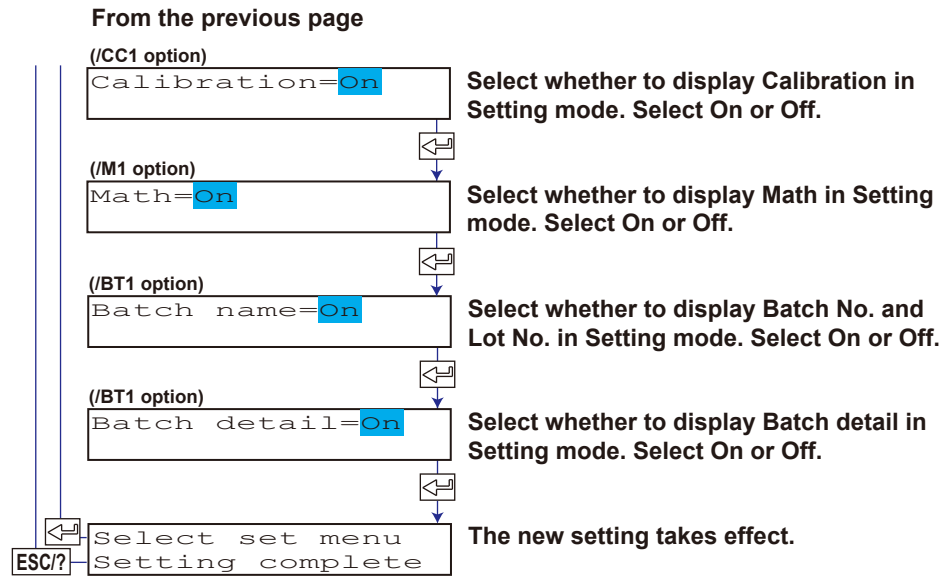 From the previous page
(/CC1 option)
Calibration=On
Select whether to display Calibration in
Setting mode. Select On or Off.
(/M1 option)
Math=On
Select whether to display Math in Setting
mode. Select On or Off.
(/BT1 option)
Batch name=On
Select whether to display Batch No. and
Lot No. in Setting mode. Select On or Off.
(/BT1 option)
Batch detail=On
Select whether to display Batch detail in
Setting mode. Select On or Off.
Select set menu
The new setting takes effect.
ESC/?
Setting complete